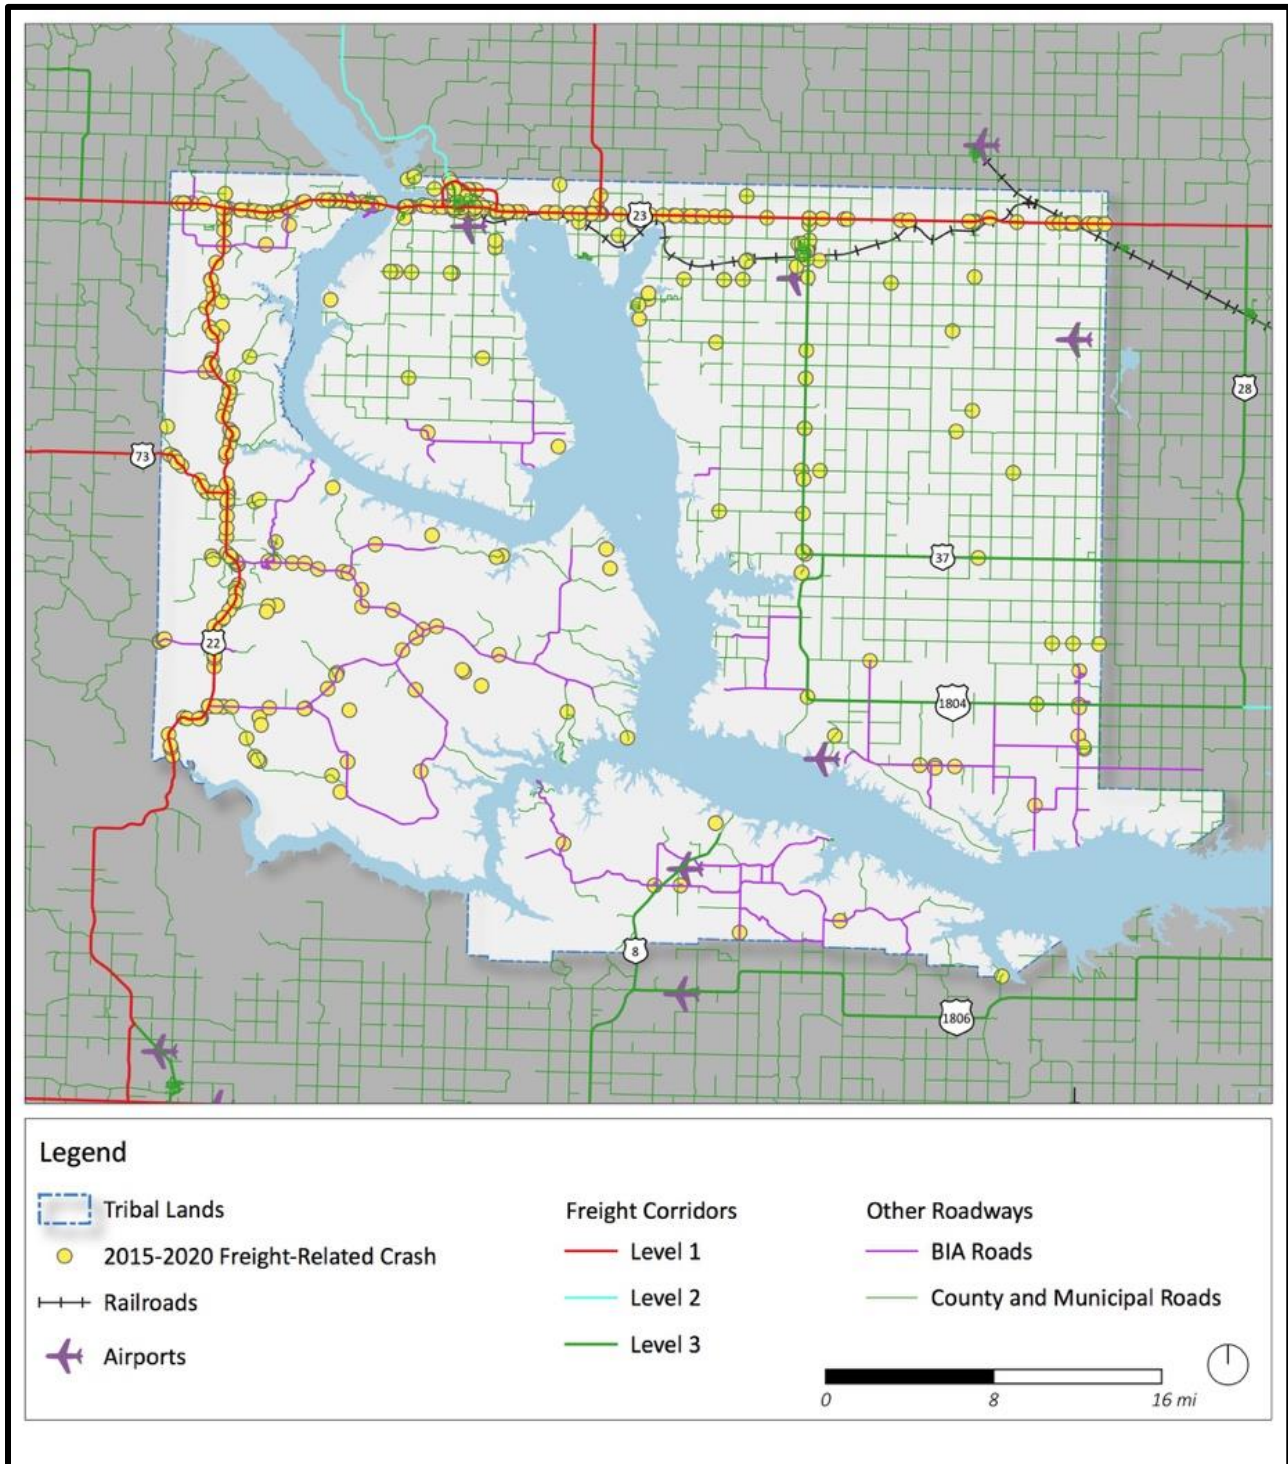 23
28
73
37
22
1804
8
1806
Legend
Tribal Lands
2015-2020 Freight-Related Crash
Railroads
Airports
Freight Corridors
Level 1
Level 2
Level 3
Other Roadways
BIA Roads
County and Municipal Roads
0 8 16 mi